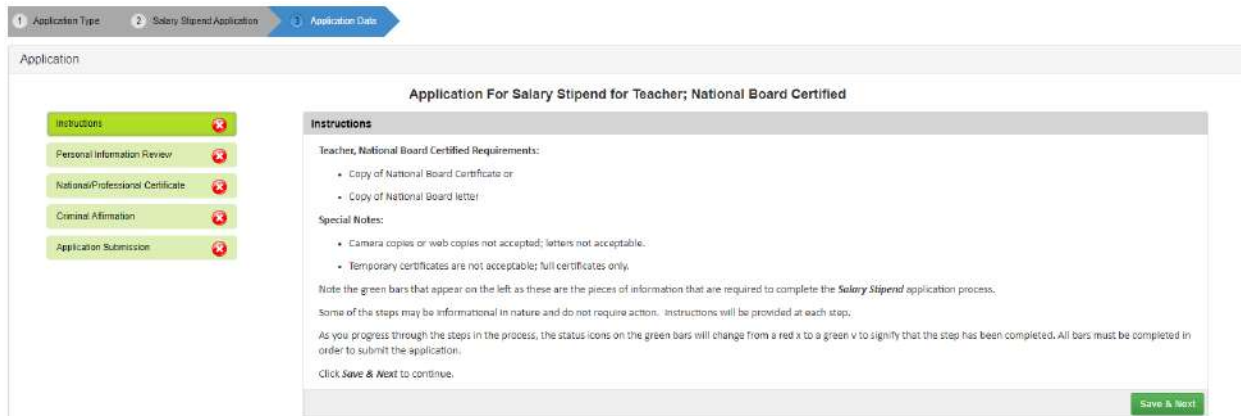 1 Application Type 2 Salary Stipend Application 3 Application Data
Application
Application For Salary Stipend for Teacher; National Board Certified
Instructions
Personal Information Review
National/Professional Certificate
Criminal Affirmation
Application Submission
Instructions
Teacher, National Board Certified Requirements:
• Copy of National Board Certificate or
• Copy of National Board letter
Special Notes:
• Camera copies or web copies not accepted; letters not acceptable.
• Temporary certificates are not acceptable; full certificates only.
Note the green bars that appear on the left as these are the pieces of information that are required to complete the Salary Stipend application process.
Some of the steps may be informational in nature and do not require action. Instructions will be provided at each step.
As you progress through the steps in the process, the status icons on the green bars will change from a red x to a green v to signify that the step has been completed. All bars must be completed in
order to submit the application.
Click Save & Next to continue.
Save & Next